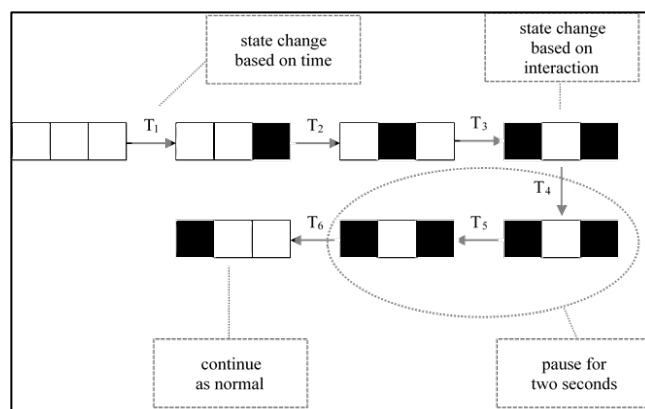 state change
based on time
state change
based on
interaction
T1
T2
T3
T4
T6
T5
continue
as normal
pause for
two seconds